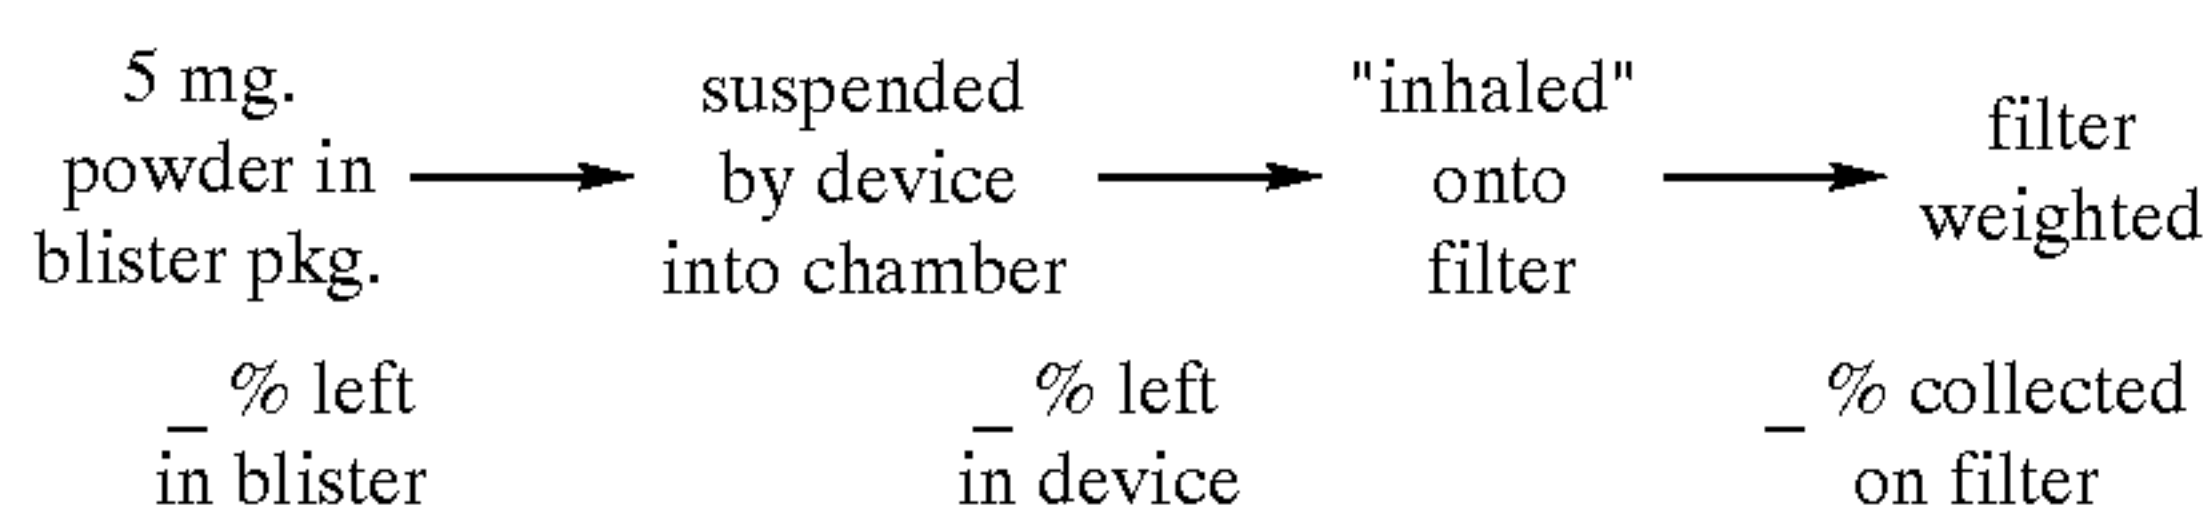 5 mg.
powder in
blister pkg.
suspended
by device
into chamber
"inhaled"
onto
filter
filter
weighted
_ % left
in blister
_ % left
in device
_ % collected
on filter